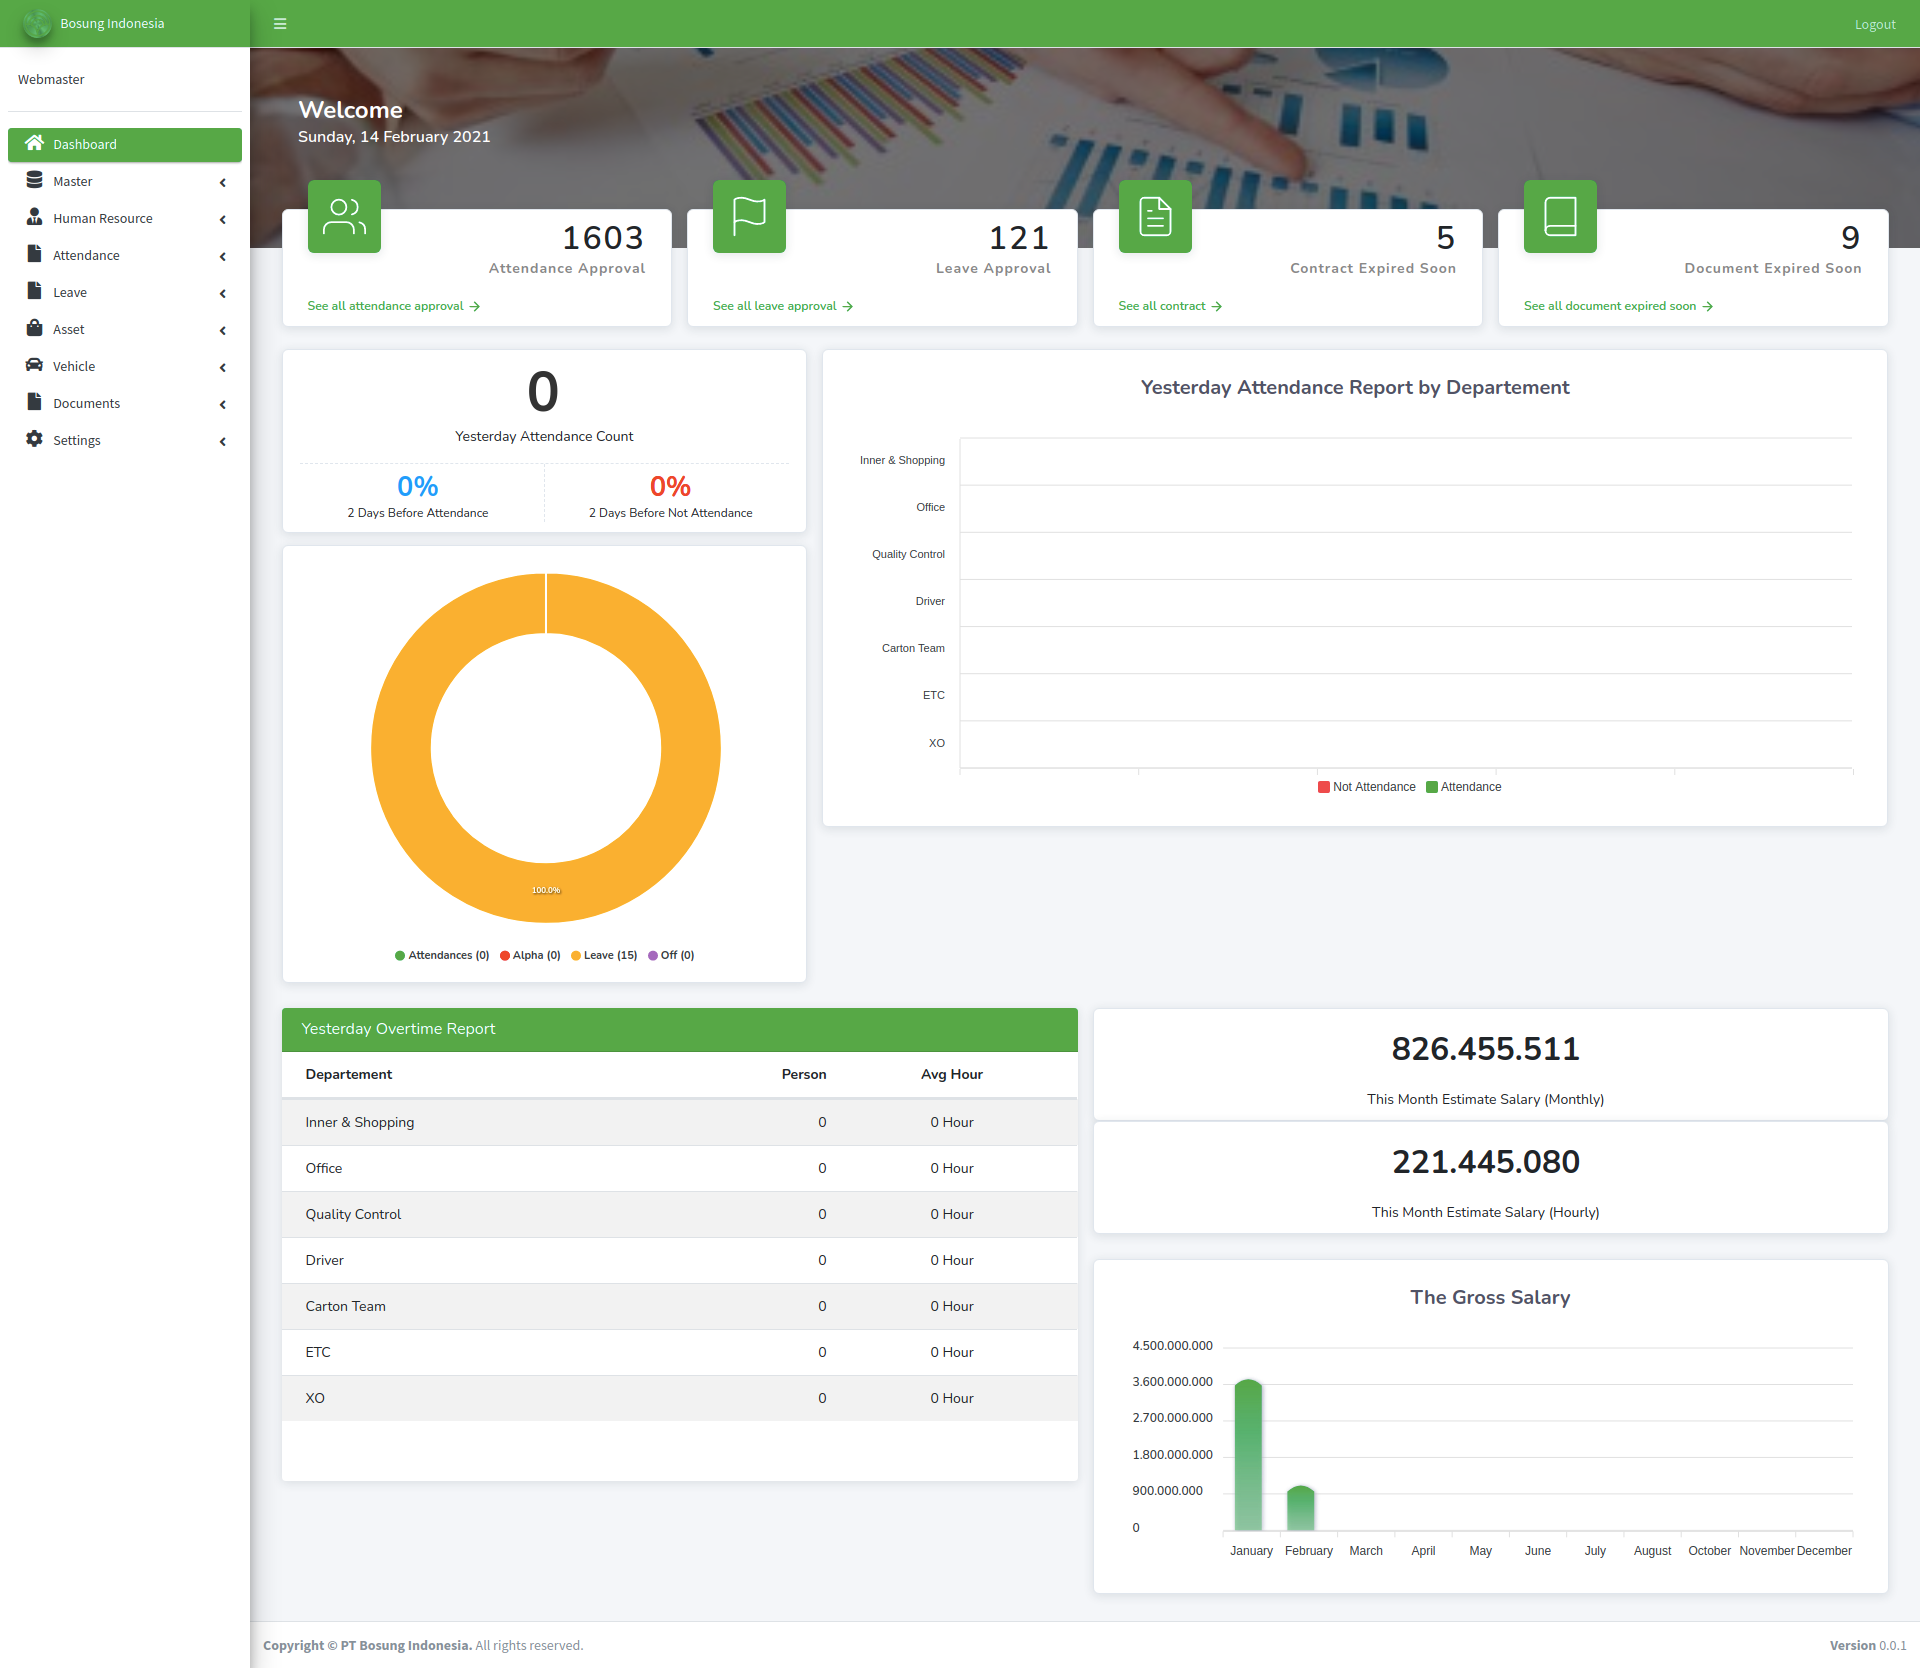 Bosung Indonesia
Logout
Webmaster
Dashboard
Master
Human Resource
Attendance
Leave
Asset
Vehicle
Documents
Settings
Welcome
Sunday, 14 February 2021
1603
Attendance Approval
See all attendance approval
121
Leave Approval
See all leave approval
5
Contract Expired Soon
See all contract
9
Document Expired Soon
See all document expired soon
0
Yesterday Attendance Count
0%
2 Days Before Attendance
0%
2 Days Before Not Attendance
100.0%
Attendances (0) Alpha (0) Leave (15) Off (0)
Yesterday Attendance Report by Departement
Inner & Shopping
Office
Quality Control
Driver
Carton Team
ETC
XO
Not Attendance Attendance
Yesterday Overtime Report
Departement Person Avg Hour
Inner & Shopping 0 0 Hour
Office 0 0 Hour
Quality Control 0 0 Hour
Driver 0 0 Hour
Carton Team 0 0 Hour
ETC 0 0 Hour
XO 0 0 Hour
826.455.511
This Month Estimate Salary (Monthly)
221.445.080
This Month Estimate Salary (Hourly)
The Gross Salary
4.500.000.000
3.600.000.000
2.700.000.000
1.800.000.000
900.000.000
0
January February March April May June July August October November December
Copyright © PT Bosung Indonesia. All rights reserved.
Version 0.0.1